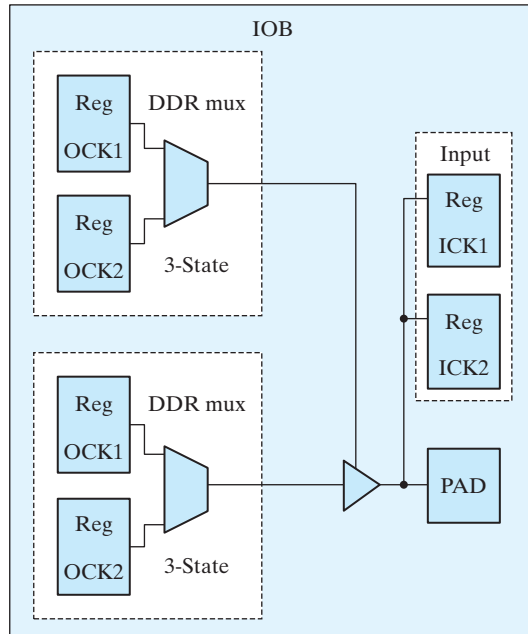 IOB
Reg
OCK1
DDR mux
Reg
OCK2
3-State
Input
Reg
ICK1
Reg
ICK2
Reg
OCK1
DDR mux
Reg
OCK2
3-State
PAD